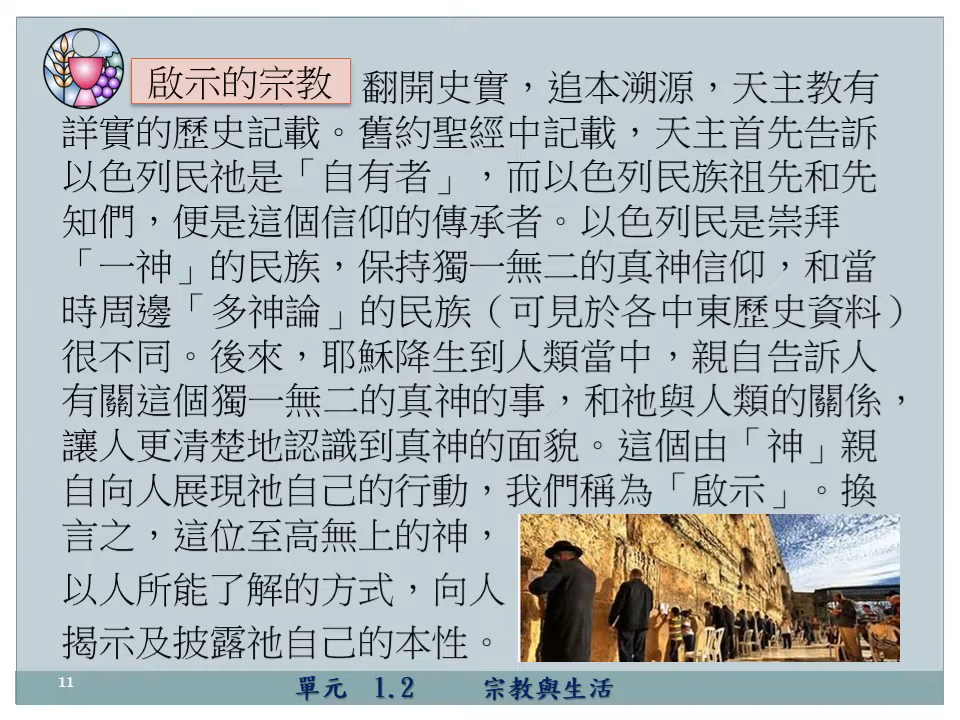 啟示的宗教 翻開史實，追本溯源，天主教有
詳實的歷史記載。舊約聖經中記載，天主首先告訴
以色列民祂是「自有者」，而以色列民族祖先和先
知們，便是這個信仰的傳承者。以色列民是崇拜
「一神」的民族，保持獨一無二的真神信仰，和當
時周邊「多神論」的民族（可見於各中東歷史資料）
很不同。後來，耶穌降生到人類當中，親自告訴人
有關這個獨一無二的真神的事，和祂與人類的關係，
讓人更清楚地認識到真神的面貌。這個由「神」親
自向人展現祂自己的行動，我們稱為「啟示」。換
言之，這位至高無上的神，
以人所能了解的方式，向人
揭示及披露祂自己的本性。
11 單元 1.2 宗教與生活